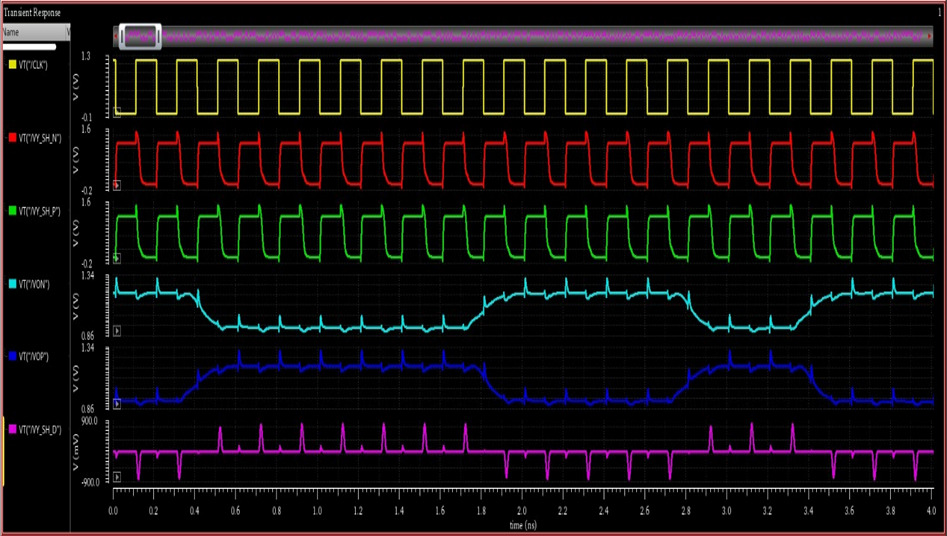 Transient Response
1
Name
V
VT("/CLK")
V (V)
1.3
-0.1
VT("/VY_SH_N")
V (V)
1.6
-0.2
VT("/VY_SH_P")
V (V)
1.6
-0.2
VT("/VON")
V (V)
1.34
0.86
VT("/VOP")
V (V)
1.34
0.86
VT("/VY_SH_D")
V (mV)
900.0
-900.0
0.0 0.2 0.4 0.6 0.8 1.0 1.2 1.4 1.6 1.8 2.0 2.2 2.4 2.6 2.8 3.0 3.2 3.4 3.6 3.8 4.0
time (ns)